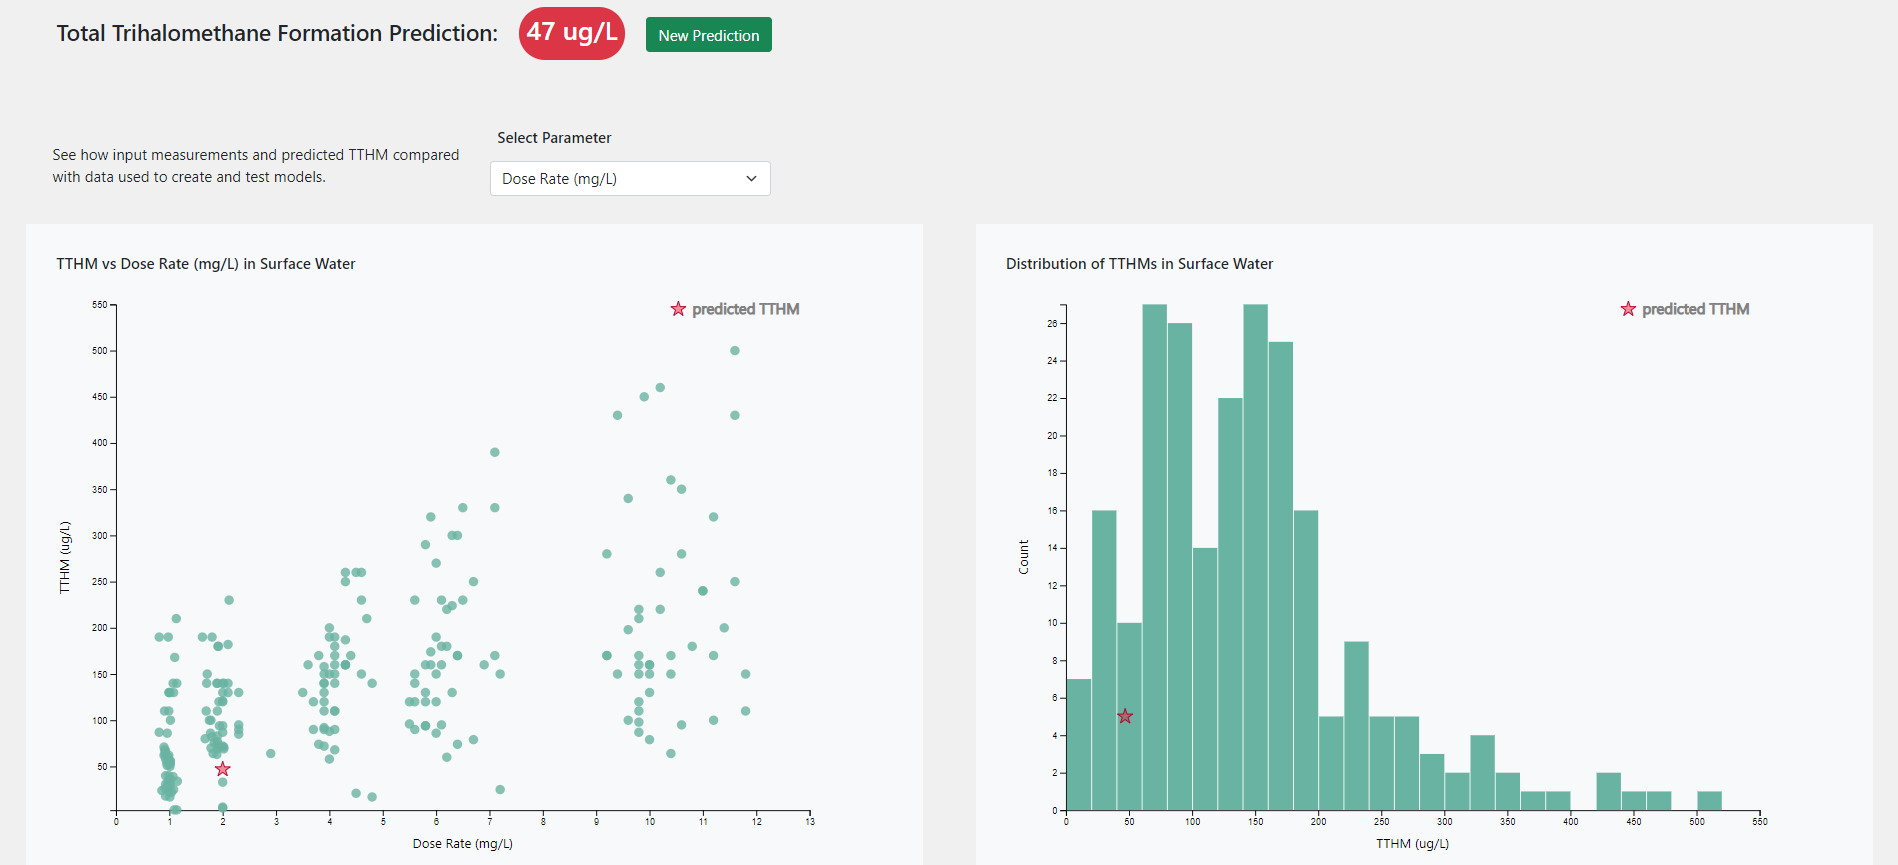 Total Trihalomethane Formation Prediction: 47 ug/L New Prediction
Select Parameter
See how input measurements and predicted TTHM compared
with data used to create and test models.
Dose Rate (mg/L)
TTHM vs Dose Rate (mg/L) in Surface Water
predicted TTHM
550
500
450
400
350
300
250
200
150
100
50
TTHM (ug/L)
0 1 2 3 4 5 6 7 8 9 10 11 12 13
Dose Rate (mg/L)
Distribution of TTHMs in Surface Water
predicted TTHM
26
24
22
20
18
16
14
12
10
8
6
4
2
0
Count
0 50 100 150 200 250 300 350 400 450 500 550
TTHM (ug/L)